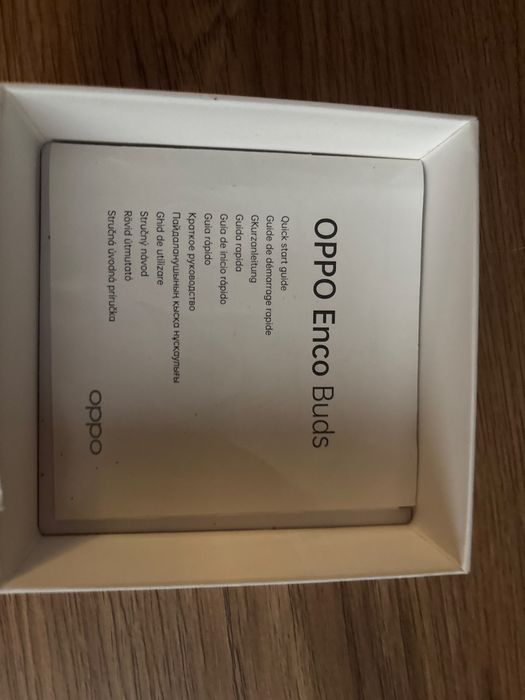 OPPO Enco Buds
Quick start guide
Guide de démarrage rapide
GKurzanleitung
Guida rapida
Guía de inicio rápido
Guia rápido
Краткое руководство
Пайдаланушының қысқа нұсқаулығы
Ghid de utilizare
Stručný návod
Rövid útmutató
Stručná úvodná príručka
oppo